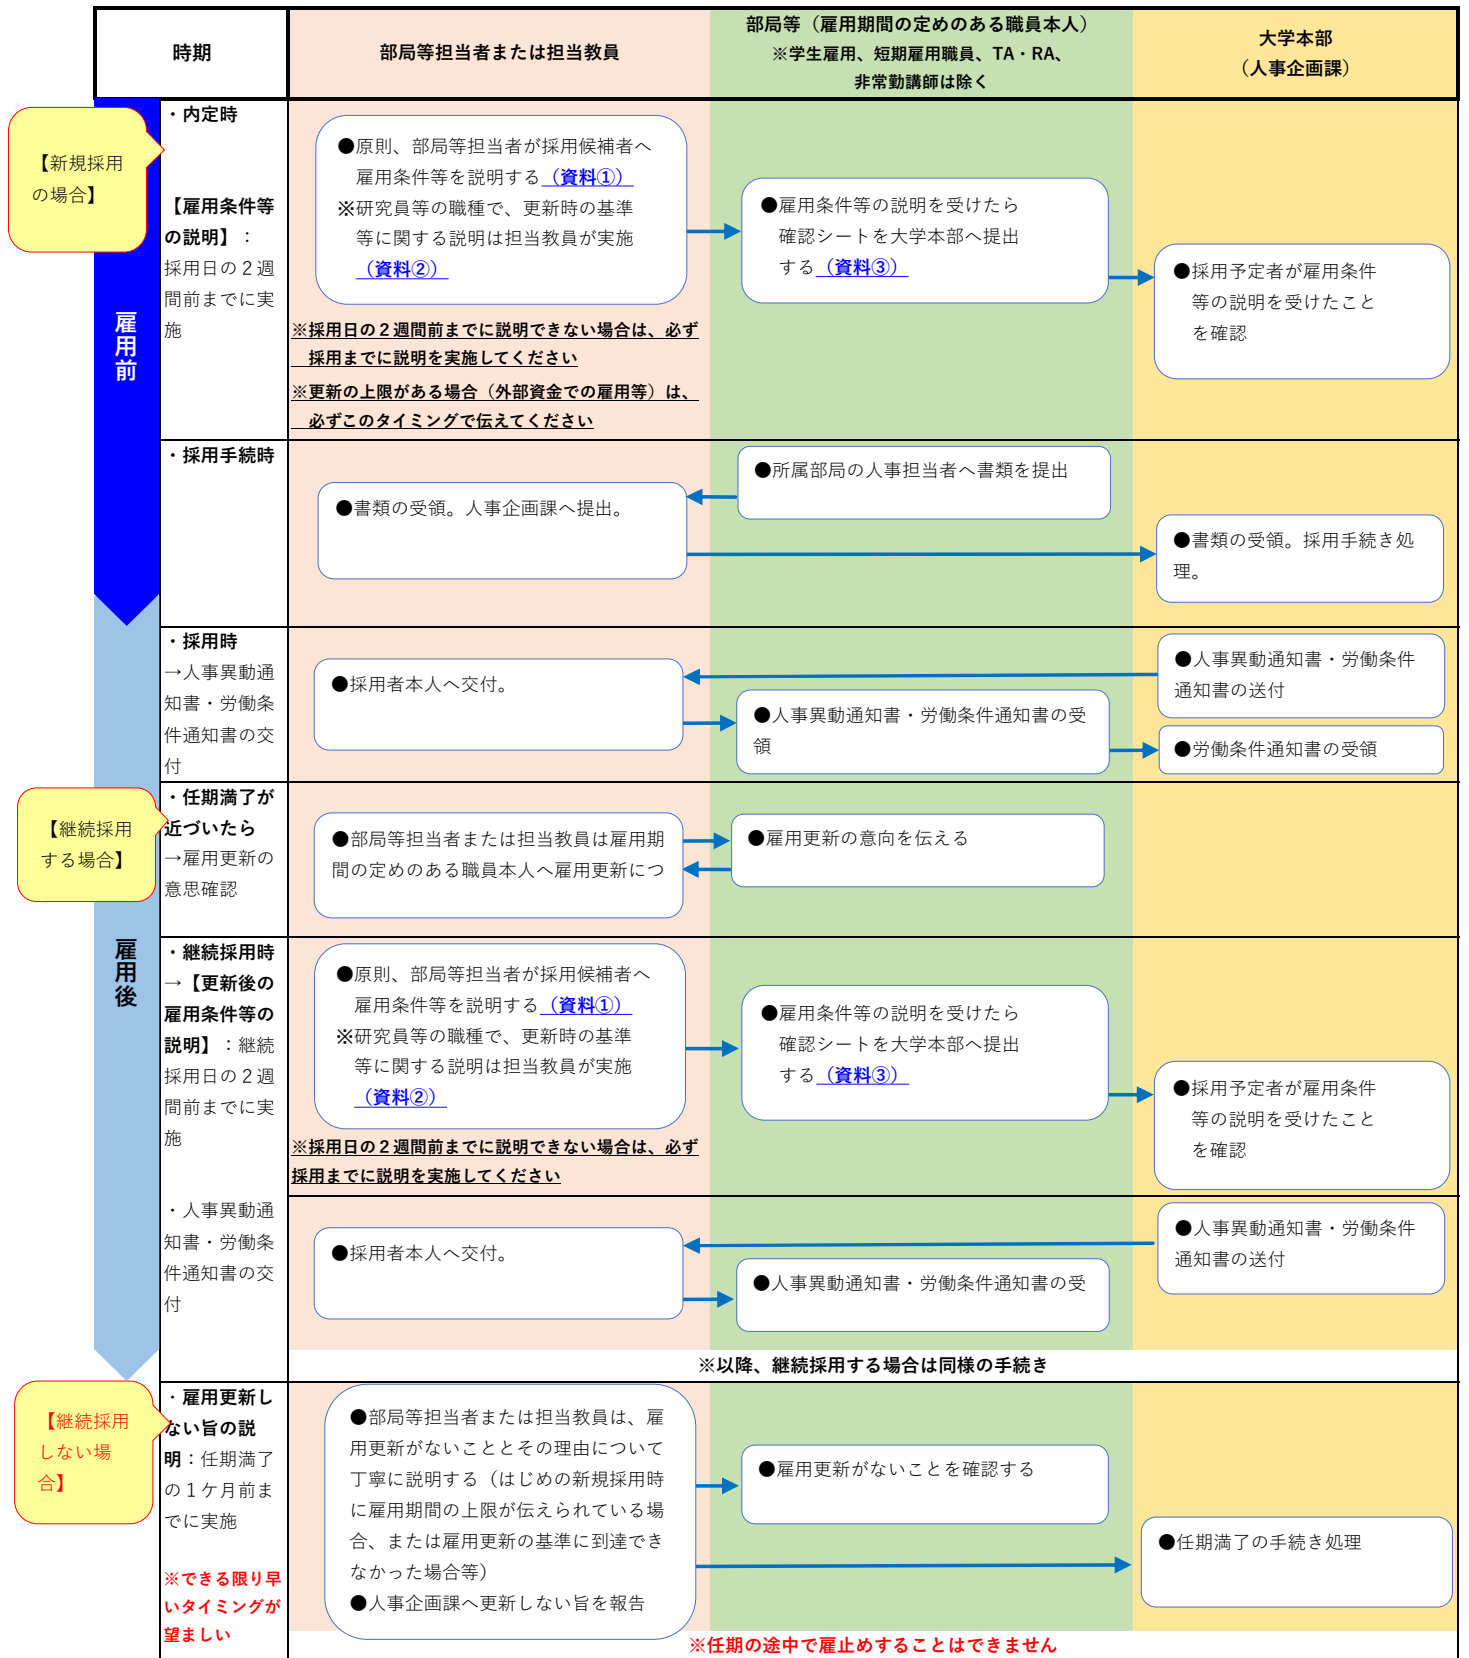 時期
部局等担当者または担当教員
部局等（雇用期間の定めのある職員本人）
※学生雇用、短期雇用職員、TA・RA、
非常勤講師は除く
大学本部
（人事企画課）
【新規採用
の場合】
雇用前
・内定時
【雇用条件等
の説明】：
採用日の２週
間前までに実
施
●原則、部局等担当者が採用候補者へ
雇用条件等を説明する（資料①）
※研究員等の職種で、更新時の基準
等に関する説明は担当教員が実施
（資料②）
※採用日の２週間前までに説明できない場合は、必ず
採用までに説明を実施してください
※更新の上限がある場合（外部資金での雇用等）は、
必ずこのタイミングで伝えてください
●雇用条件等の説明を受けたら
確認シートを大学本部へ提出
する（資料③）
●採用予定者が雇用条件
等の説明を受けたこと
を確認
・採用手続時
●所属部局の人事担当者へ書類を提出
●書類の受領。人事企画課へ提出。
●書類の受領。採用手続き処
理。
雇用後
・採用時
→人事異動通
知書・労働条
件通知書の交
付
●人事異動通知書・労働条件
通知書の送付
●採用者本人へ交付。
●人事異動通知書・労働条件通知書の受
領
●労働条件通知書の受領
【継続採用
する場合】
・任期満了が
近づいたら
→雇用更新の
意思確認
●部局等担当者または担当教員は雇用期
間の定めのある職員本人へ雇用更新につ
●雇用更新の意向を伝える
・継続採用時
→【更新後の
雇用条件等の
説明】：継続
採用日の２週
間前までに実
施
●原則、部局等担当者が採用候補者へ
雇用条件等を説明する（資料①）
※研究員等の職種で、更新時の基準
等に関する説明は担当教員が実施
（資料②）
※採用日の２週間前までに説明できない場合は、必ず
採用までに説明を実施してください
●雇用条件等の説明を受けたら
確認シートを大学本部へ提出
する（資料③）
●採用予定者が雇用条件
等の説明を受けたこと
を確認
・人事異動通
知書・労働条
件通知書の交
付
●人事異動通知書・労働条件
通知書の送付
●採用者本人へ交付。
●人事異動通知書・労働条件通知書の受
※以降、継続採用する場合は同様の手続き
【継続採用
しない場
合】
・雇用更新し
ない旨の説
明：任期満了
の１ケ月前ま
でに実施
※できる限り早
いタイミングが
望ましい
●部局等担当者または担当教員は、雇
用更新がないこととその理由について
丁寧に説明する（はじめの新規採用時
に雇用期間の上限が伝えられている場
合、または雇用更新の基準に到達でき
なかった場合等）
●人事企画課へ更新しない旨を報告
●雇用更新がないことを確認する
●任期満了の手続き処理
※任期の途中で雇止めすることはできません